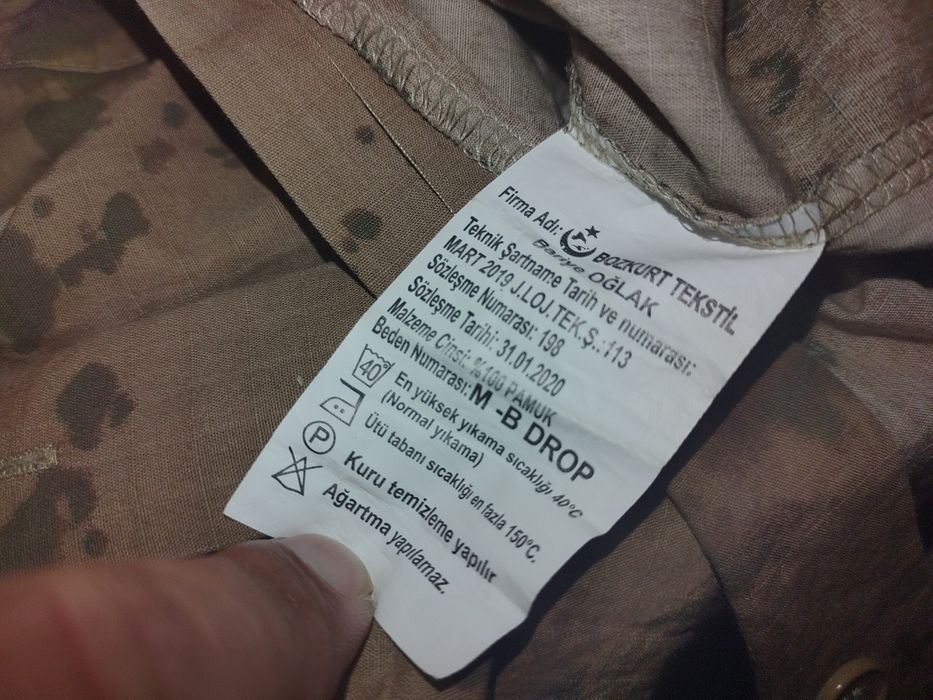 Firma Adı: BOZKURT TEKSTİL
Beriye OĞLAK
Teknik Şartname Tarih ve numarası:
MART 2019 J.LOJ.TEK.Ş.:113
Sözleşme Numarası: 198
Sözleşme Tarihi: 31.01.2020
Malzeme Cinsi: %100 PAMUK
Beden Numarası: M -B DROP
40° En yüksek yıkama sıcaklığı 40°C
(Normal yıkama)
Ütü tabanı sıcaklığı en fazla 150°C,
P Kuru temizleme yapılır
Ağartma yapılamaz.